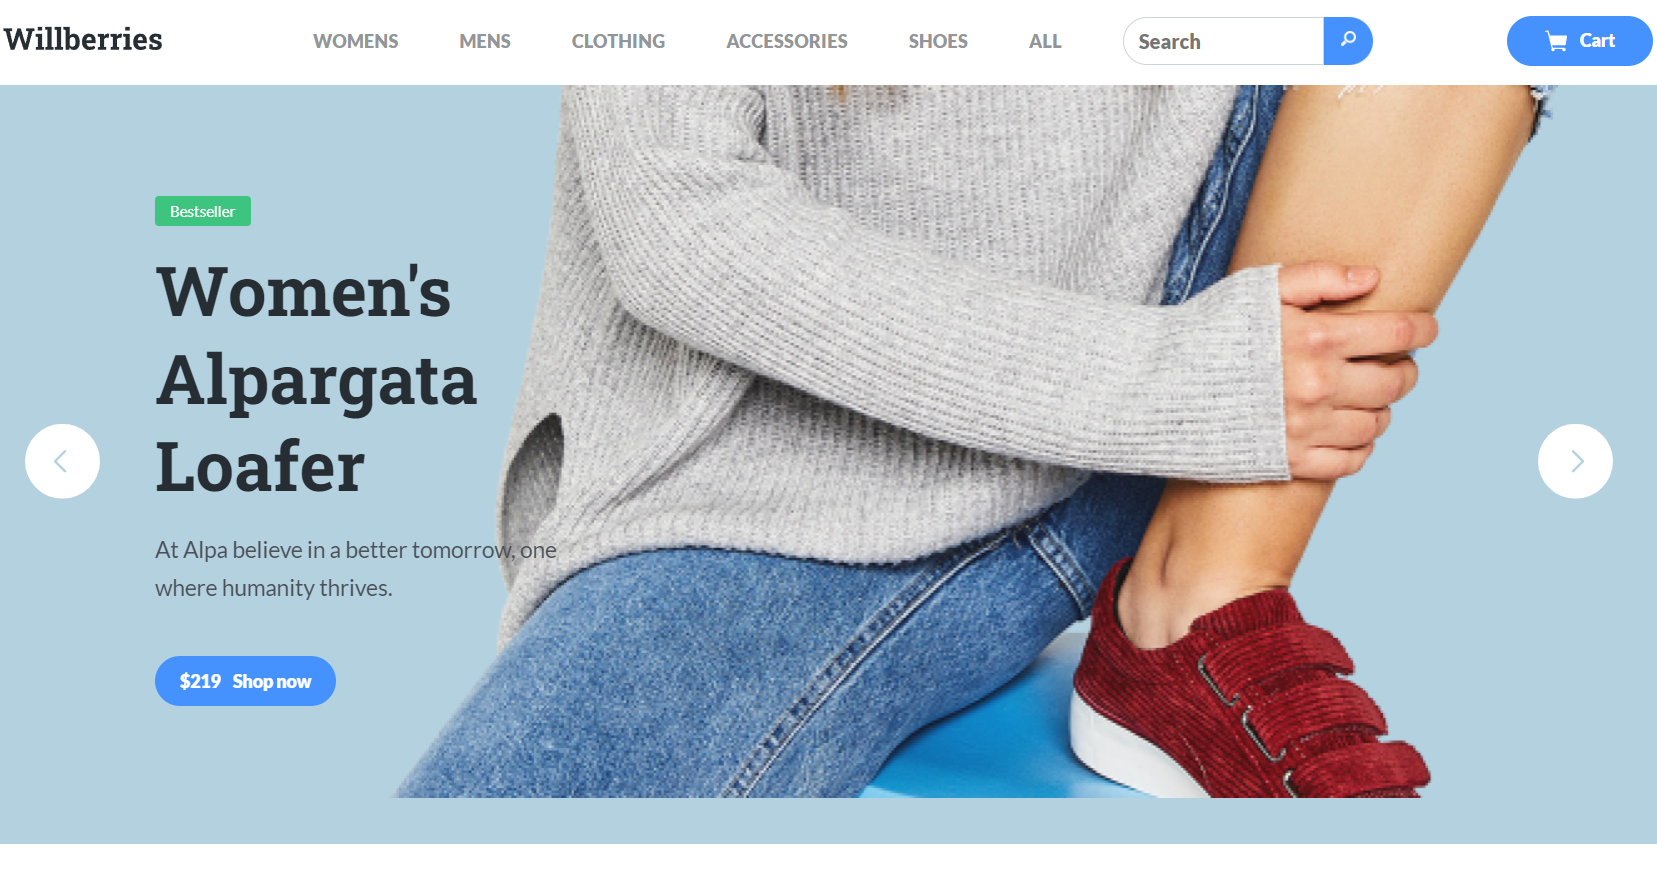 Willberries
WOMENS
MENS
CLOTHING
ACCESSORIES
SHOES
ALL
Search
Cart
Bestseller
Women's
Alpargata
Loafer
At Alpa believe in a better tomorrow, one
where humanity thrives.
$219 Shop now